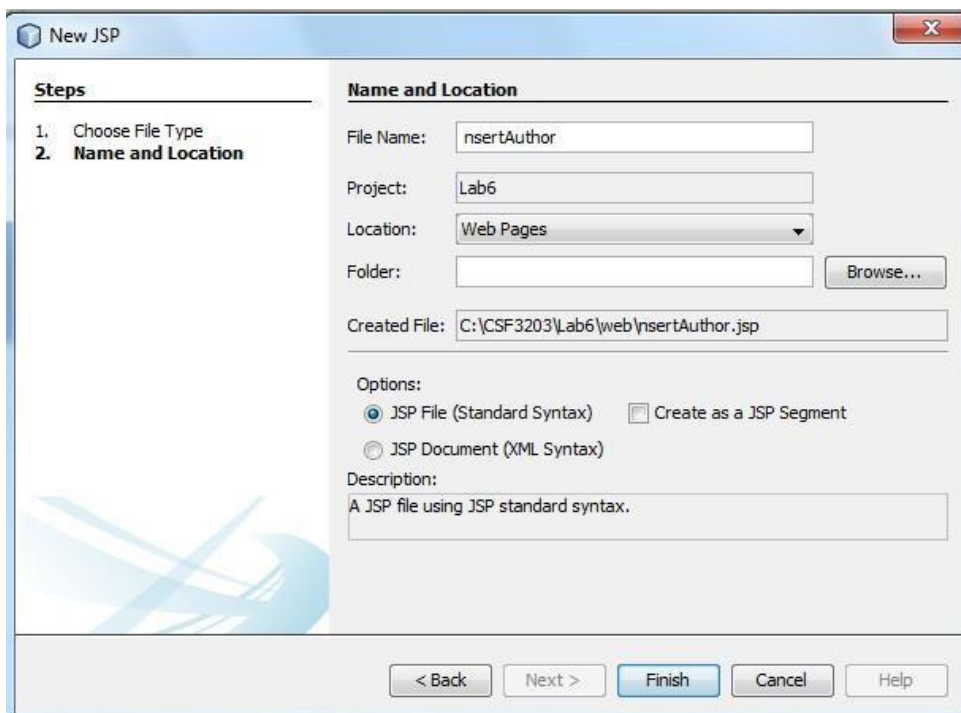 New JSP
Steps
1. Choose File Type
2. Name and Location
Name and Location
File Name: nsertAuthor
Project: Lab6
Location: Web Pages
Folder: Browse...
Created File: C:\CSF3203\Lab6\web\nsertAuthor.jsp
Options:
JSP File (Standard Syntax) Create as a JSP Segment
JSP Document (XML Syntax)
Description:
A JSP file using JSP standard syntax.
< Back Next > Finish Cancel Help